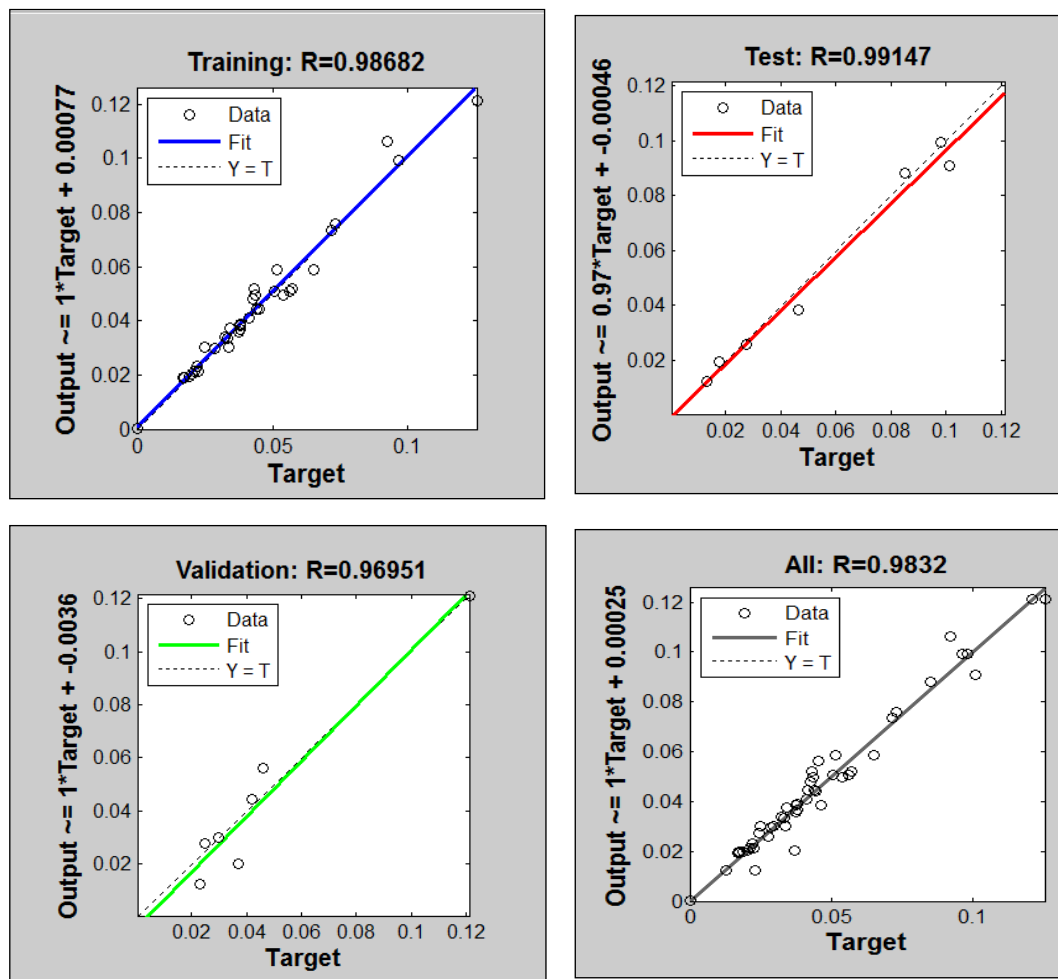 Training: R=0.98682
Output ~= 1*Target + 0.00077
Data
Fit
Y = T
0.12
0.1
0.08
0.06
0.04
0.02
0
0
0.05
0.1
Target
Test: R=0.99147
Output ~= 0.97*Target + -0.00046
Data
Fit
Y = T
0.12
0.1
0.08
0.06
0.04
0.02
0.02
0.04
0.06
0.08
0.1
0.12
Target
Validation: R=0.96951
Output ~= 1*Target + -0.0036
Data
Fit
Y = T
0.12
0.1
0.08
0.06
0.04
0.02
0.02
0.04
0.06
0.08
0.1
0.12
Target
All: R=0.9832
Output ~= 1*Target + 0.00025
Data
Fit
Y = T
0.12
0.1
0.08
0.06
0.04
0.02
0
0
0.05
0.1
Target